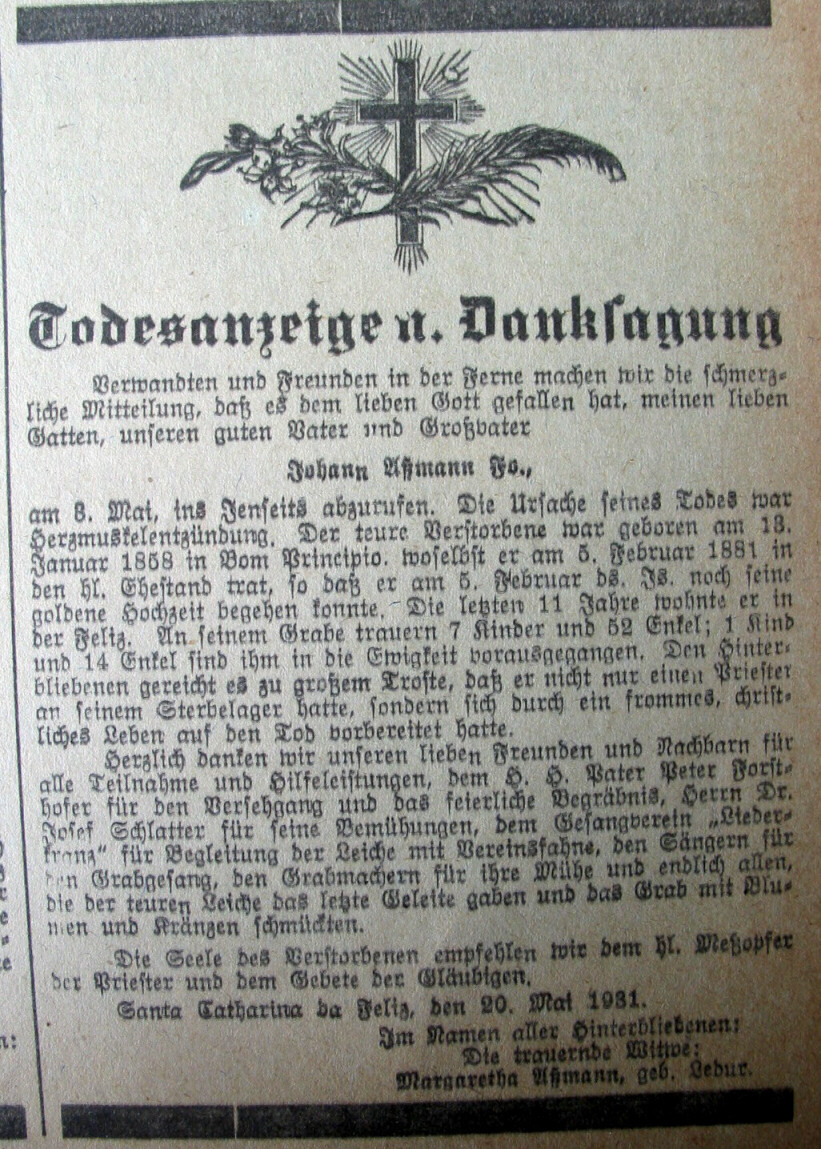 Todesanzeige u. Danksagung
Verwandten und Freunden in der Ferne machen wir die schmerz-
liche Mitteilung, daß es dem lieben Gott gefallen hat, meinen lieben
Gatten, unseren guten Vater und Großvater
Johann Aßmann Fo.,
am 8. Mai, ins Jenseits abzurufen. Die Ursache seines Todes war
Herzmuskelentzündung. Der teure Verstorbene war geboren am 13.
Januar 1858 in Bom Principio. woselbst er am 5. Februar 1881 in
den hl. Ehestand trat, so daß er am 5. Februar ds. Js. noch seine
goldene Hochzeit begehen konnte. Die letzten 11 Jahre wohnte er in
der Feliz. An seinem Grabe trauern 7 Kinder und 52 Enkel; 1 Kind
und 14 Enkel sind ihm in die Ewigkeit vorausgegangen. Den Hinter-
bliebenen gereicht es zu großem Troste, daß er nicht nur einen Priester
an seinem Sterbelager hatte, sondern sich durch ein frommes, christ-
liches Leben auf den Tod vorbereitet hatte.
Herzlich danken wir unseren lieben Freunden und Nachbarn für
alle Teilnahme und Hilfeleistungen, dem H. H. Pater Peter Forst-
hofer für den Versehgang und das feierliche Begräbnis, Herrn Dr.
Josef Schlatter für seine Bemühungen, dem Gesangverein „Lieder-
kranz“ für Begleitung der Leiche mit Vereinsfahne, den Sängern für
den Grabgesang, den Grabmachern für ihre Mühe und endlich allen,
die der teuren Leiche das letzte Geleite gaben und das Grab mit Blu-
men und Kränzen schmückten.
Die Seele des Verstorbenen empfehlen wir dem hl. Meßopfer
der Priester und dem Gebete der Gläubigen.
Santa Catharina da Feliz, den 20. Mai 1931.
Im Namen aller Hinterbliebenen:
Die trauernde Witwe:
Margaretha Aßmann, geb. Ledur.